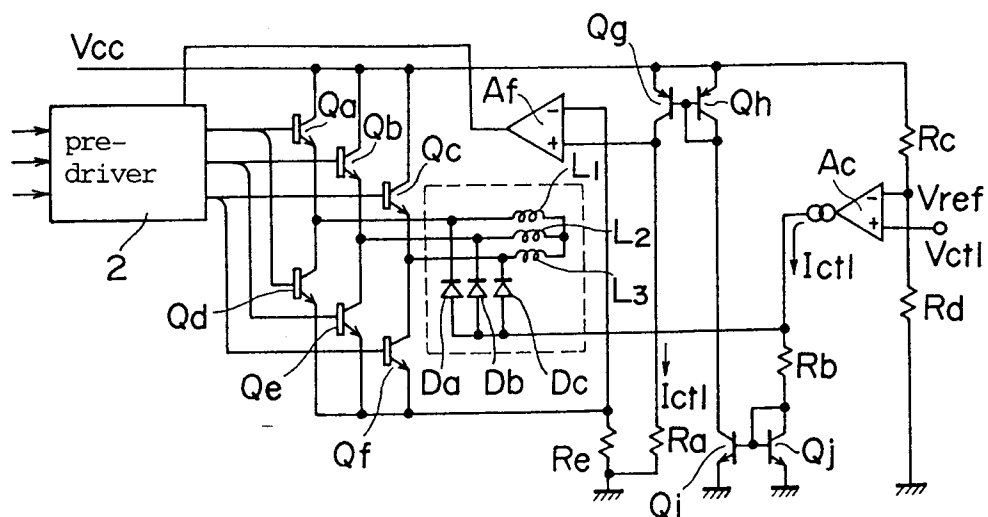 Vcc
Qg
Qa
Qb
Qc
Af
-
+
Qh
Rc
pre-
driver
2
L1
L2
L3
Ac
-
+
Vref
Vctl
Ictl
Rd
Qd
Qe
Qf
Da
Db
Dc
Ictl
Rb
Re
Ra
Qi
Qj